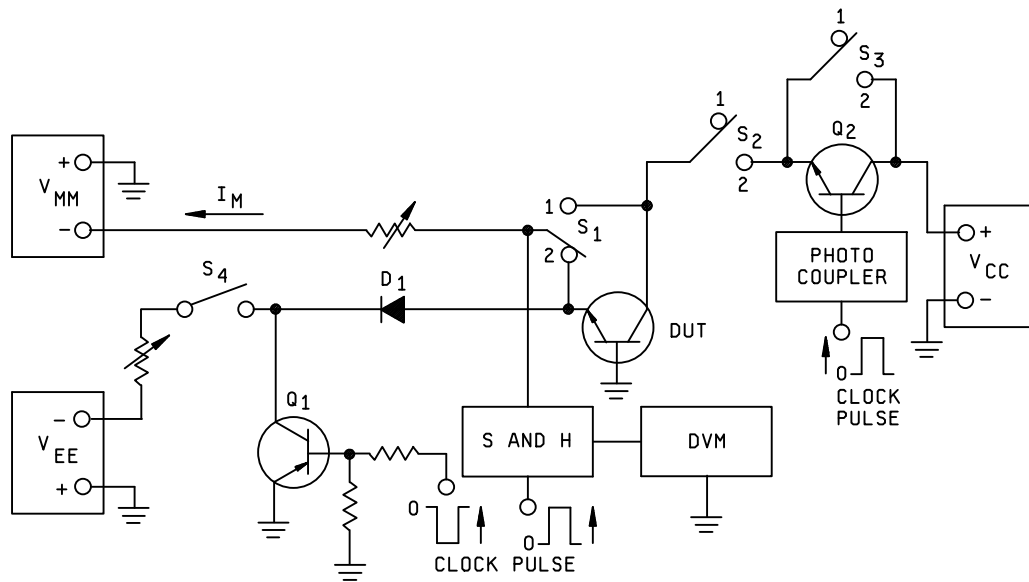 1
S3
2
Q2
1
S2
2
+
VMM
−
IM
1
S1
2
PHOTO
COUPLER
+
VCC
−
S4
D1
DUT
0
CLOCK
PULSE
−
VEE
+
Q1
S AND H
DVM
0
0
CLOCK PULSE